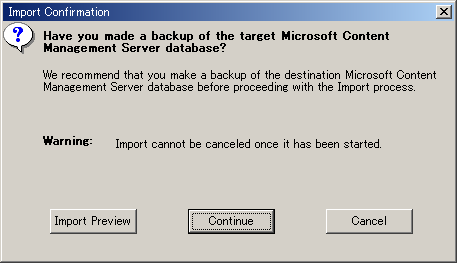 Import Confirmation
Have you made a backup of the target Microsoft Content
Management Server database?
We recommend that you make a backup of the destination Microsoft Content
Management Server database before proceeding with the Import process.
Warning: Import cannot be canceled once it has been started.
Import Preview Continue Cancel